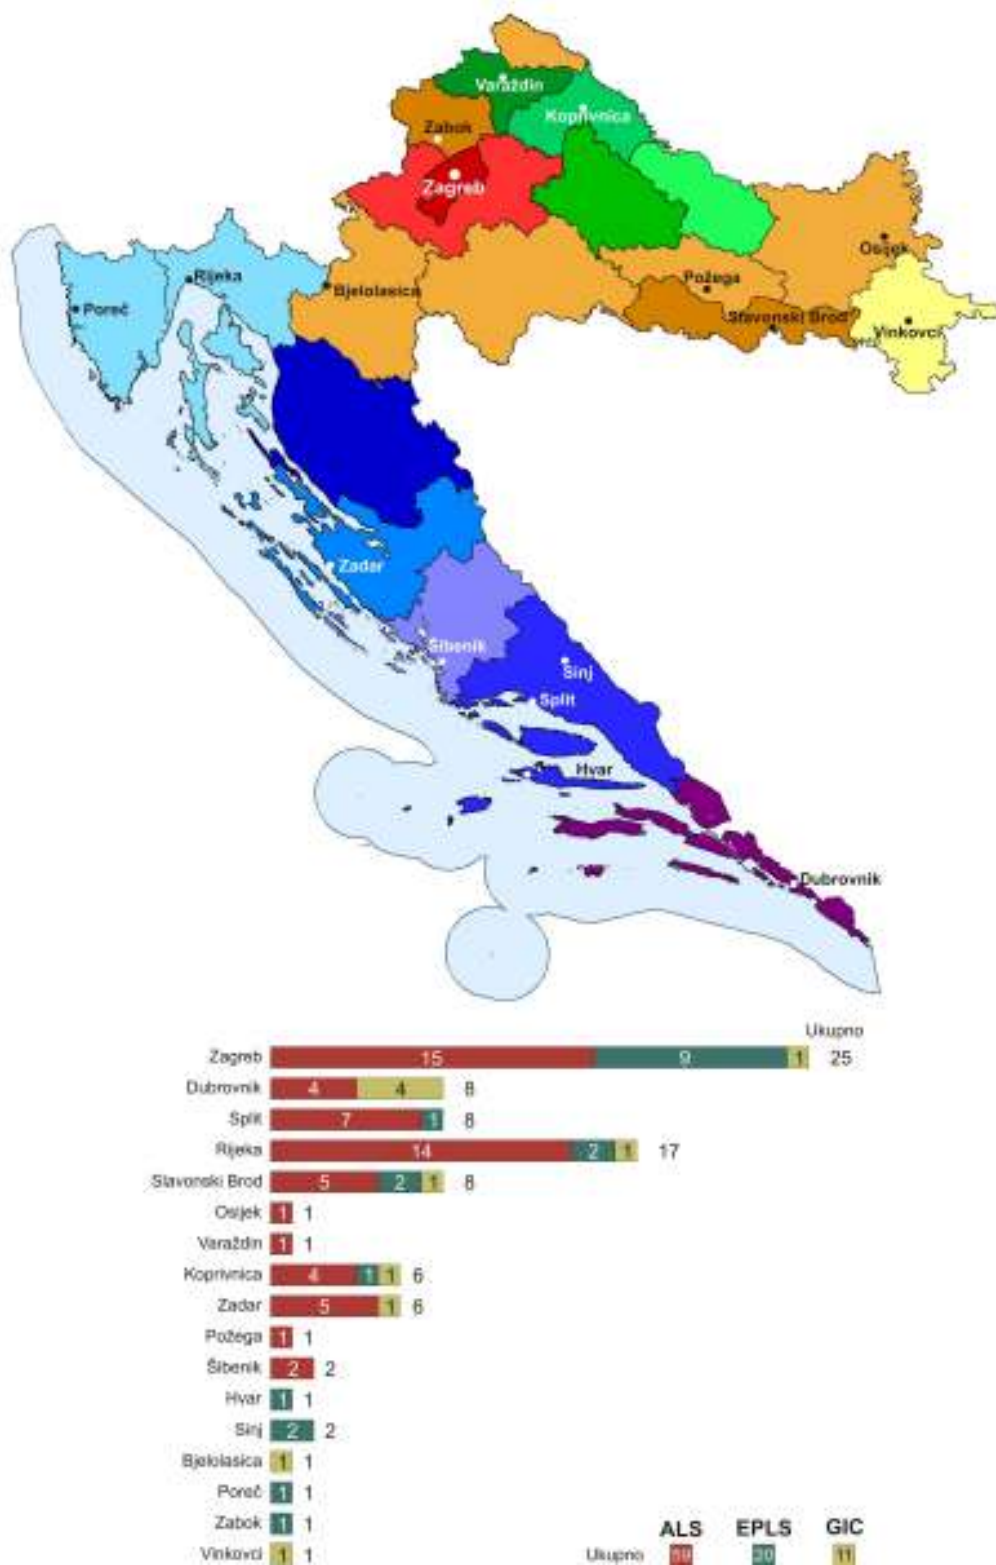 Varaždin
Koprivnica
Zabok
Zagreb
Osijek
Rijeka
Požega
Bjelolasica
Poreč
Slavonski Brod
Vinkovci
Zadar
Šibenik
Sinj
Split
Hvar
Dubrovnik
Ukupno
Zagreb 15 9 1 25
Dubrovnik 4 4 8
Split 7 1 8
Rijeka 14 2 1 17
Slavonski Brod 5 2 1 8
Osijek 1 1
Varaždin 1 1
Koprivnica 4 1 1 6
Zadar 5 1 6
Požega 1 1
Šibenik 2 2
Hvar 1 1
Sinj 2 2
Bjelolasica 1 1
Poreč 1 1
Zabok 1 1
Vinkovci 1 1
ALS EPLS GIC
Ukupno 59 20 11